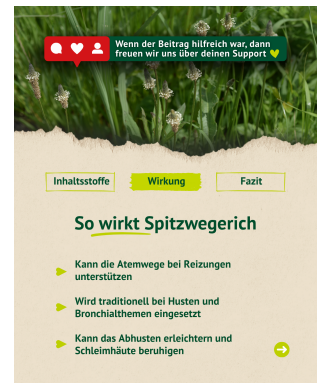 Wenn der Beitrag hilfreich war, dann
freuen wir uns über deinen Support
Inhaltsstoffe
Wirkung
Fazit
So wirkt Spitzwegerich
Kann die Atemwege bei Reizungen
unterstützen
Wird traditionell bei Husten und
Bronchialthemen eingesetzt
Kann das Abhusten erleichtern und
Schleimhäute beruhigen